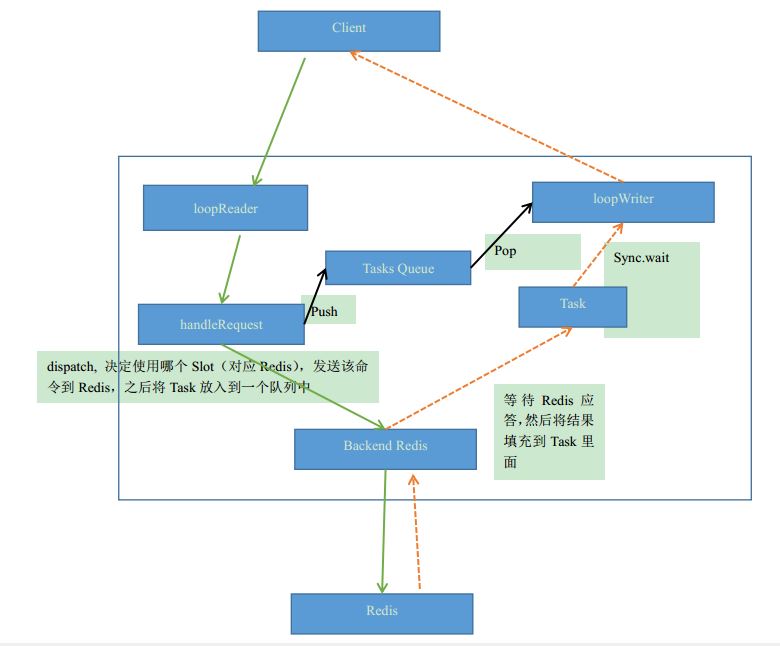 Client
loopReader
loopWriter
Tasks Queue
Pop
Sync.wait
Task
Push
handleRequest
dispatch, 决定使用哪个 Slot（对应 Redis），发送该命
令到 Redis，之后将 Task 放入到一个队列中
等待 Redis 应
答，然后将结果
填充到 Task 里
面
Backend Redis
Redis